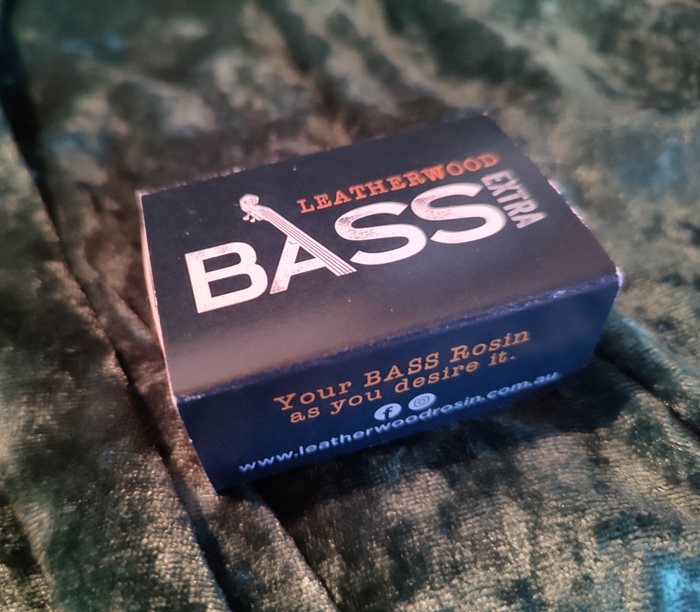 LEATHERWOOD
BASS
EXTRA
Your BASS Rosin
as you desire it.
www.leatherwoodrosin.com.au